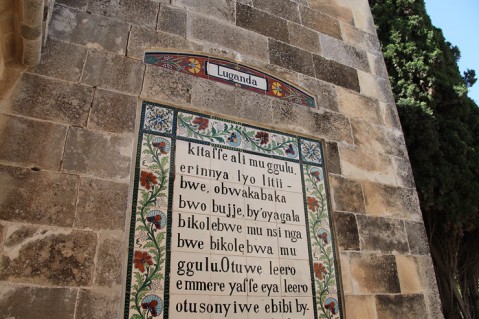 Luganda
kitaffe ali mu ggulu.
erinnya lyo litii-
bwe, obwakabaka
bwo bujje, by'oyagala
bikolebwe mu nsi nga
bwe bikolebwa mu
ggulu. Otuwe leero
emmere yaffe eya leero
otusonyiwe ebibi by-